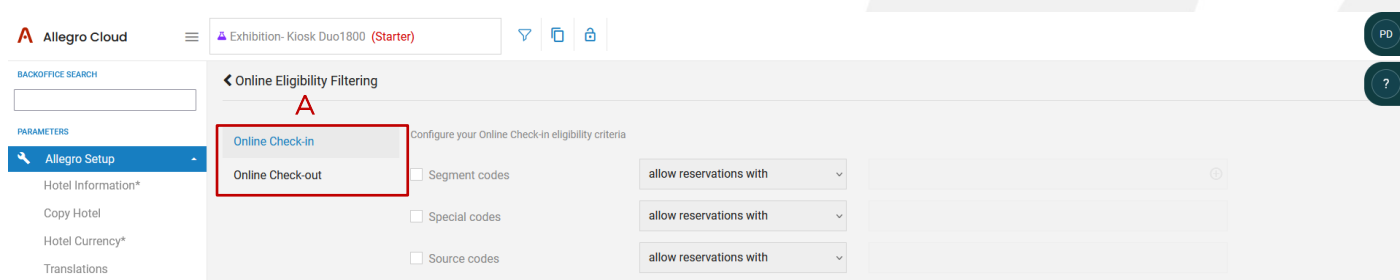 Allegro Cloud
Exhibition- Kiosk Duo1800 (Starter)
PD
BACKOFFICE SEARCH
Online Eligibility Filtering
?
A
PARAMETERS
Online Check-in
Configure your Online Check-in eligibility criteria
Allegro Setup
Online Check-out
Segment codes
allow reservations with
Hotel Information*
Copy Hotel
Special codes
allow reservations with
Hotel Currency*
Source codes
allow reservations with
Translations